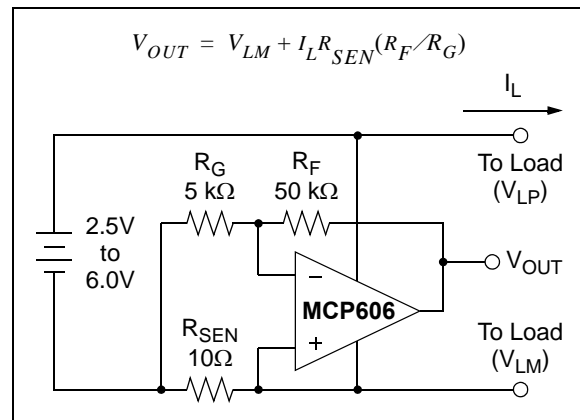 V_OUT = V_LM + I_L R_SEN (R_F/R_G)
I_L
To Load
(V_LP)
R_G
5 kΩ
R_F
50 kΩ
2.5V
to
6.0V
−
MCP606
+
V_OUT
R_SEN
10Ω
To Load
(V_LM)